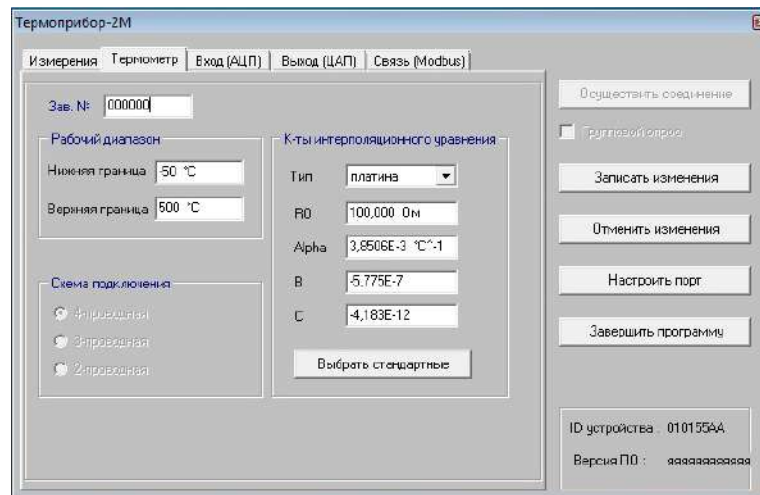 Термоприбор-2М
Измерения Термометр Вход (АЦП) Выход (ЦАП) Связь (Modbus)
Зав. № 000000
Рабочий диапазон
Нижняя граница -50 °C
Верхняя граница 500 °C
Схема подключения
4-проводная
3-проводная
2-проводная
К-ты интерполяционного уравнения
Тип платина
R0 100,000 Ом
Alpha 3,8506E-3 °C^-1
B -5.775E-7
C -4,183E-12
Выбрать стандартные
Осуществить соединение
Групповой опрос
Записать изменения
Отменить изменения
Настроить порт
Завершить программу
ID устройства : 010155AA
Версия ПО : яяяяяяяяяяяя